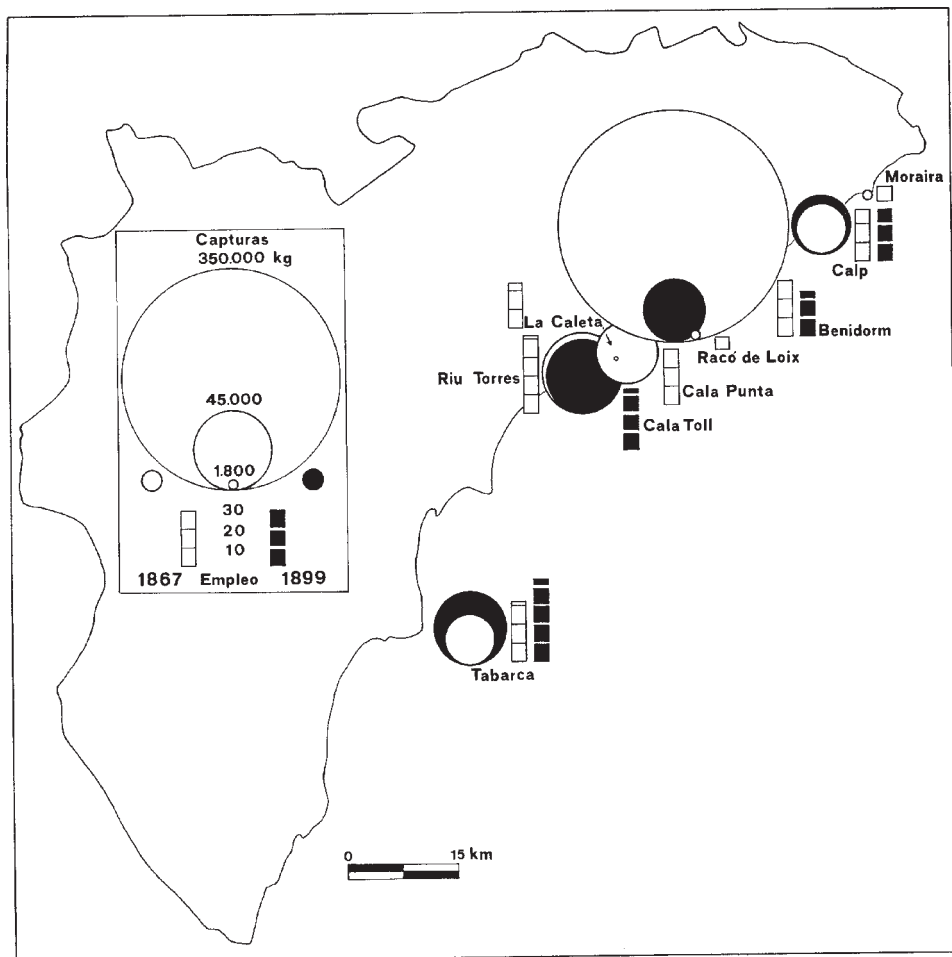 Capturas
350.000 kg
45.000
1.800
30
20
10
1867 Empleo 1899
Moraira
Calp
Benidorm
La Caleta
Racó de Loix
Riu Torres
Cala Punta
Cala Toll
Tabarca
0 15 km